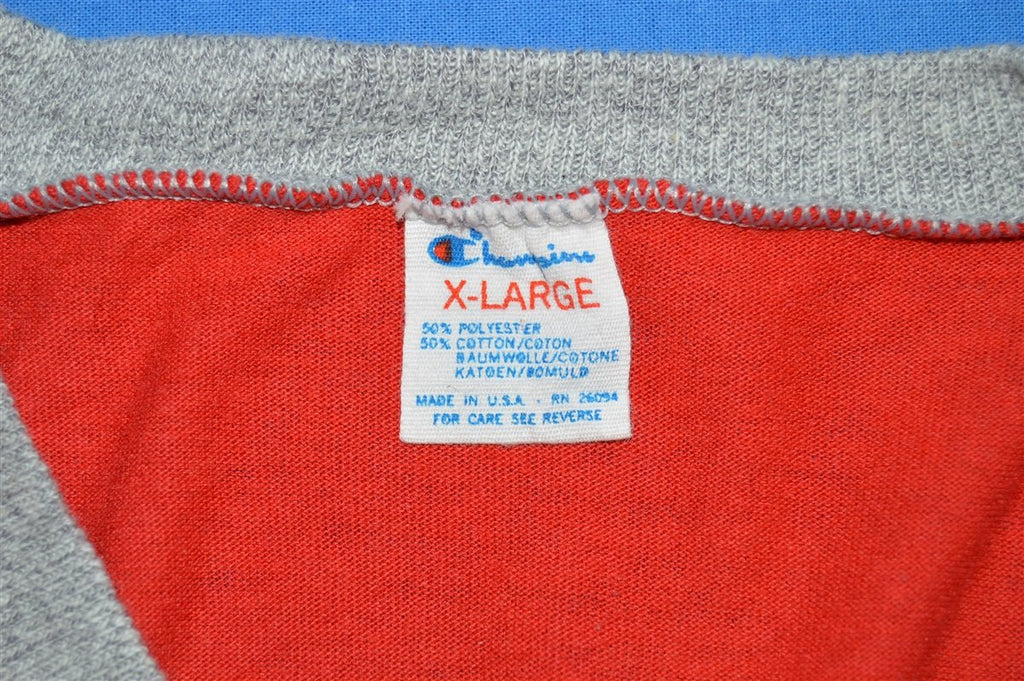 Champion
X-LARGE
50% POLYESTER
50% COTTON/COTON
BAUMWOLLE/COTONE
KATOEN/BOMULD
MADE IN U.S.A. RN 26094
FOR CARE SEE REVERSE